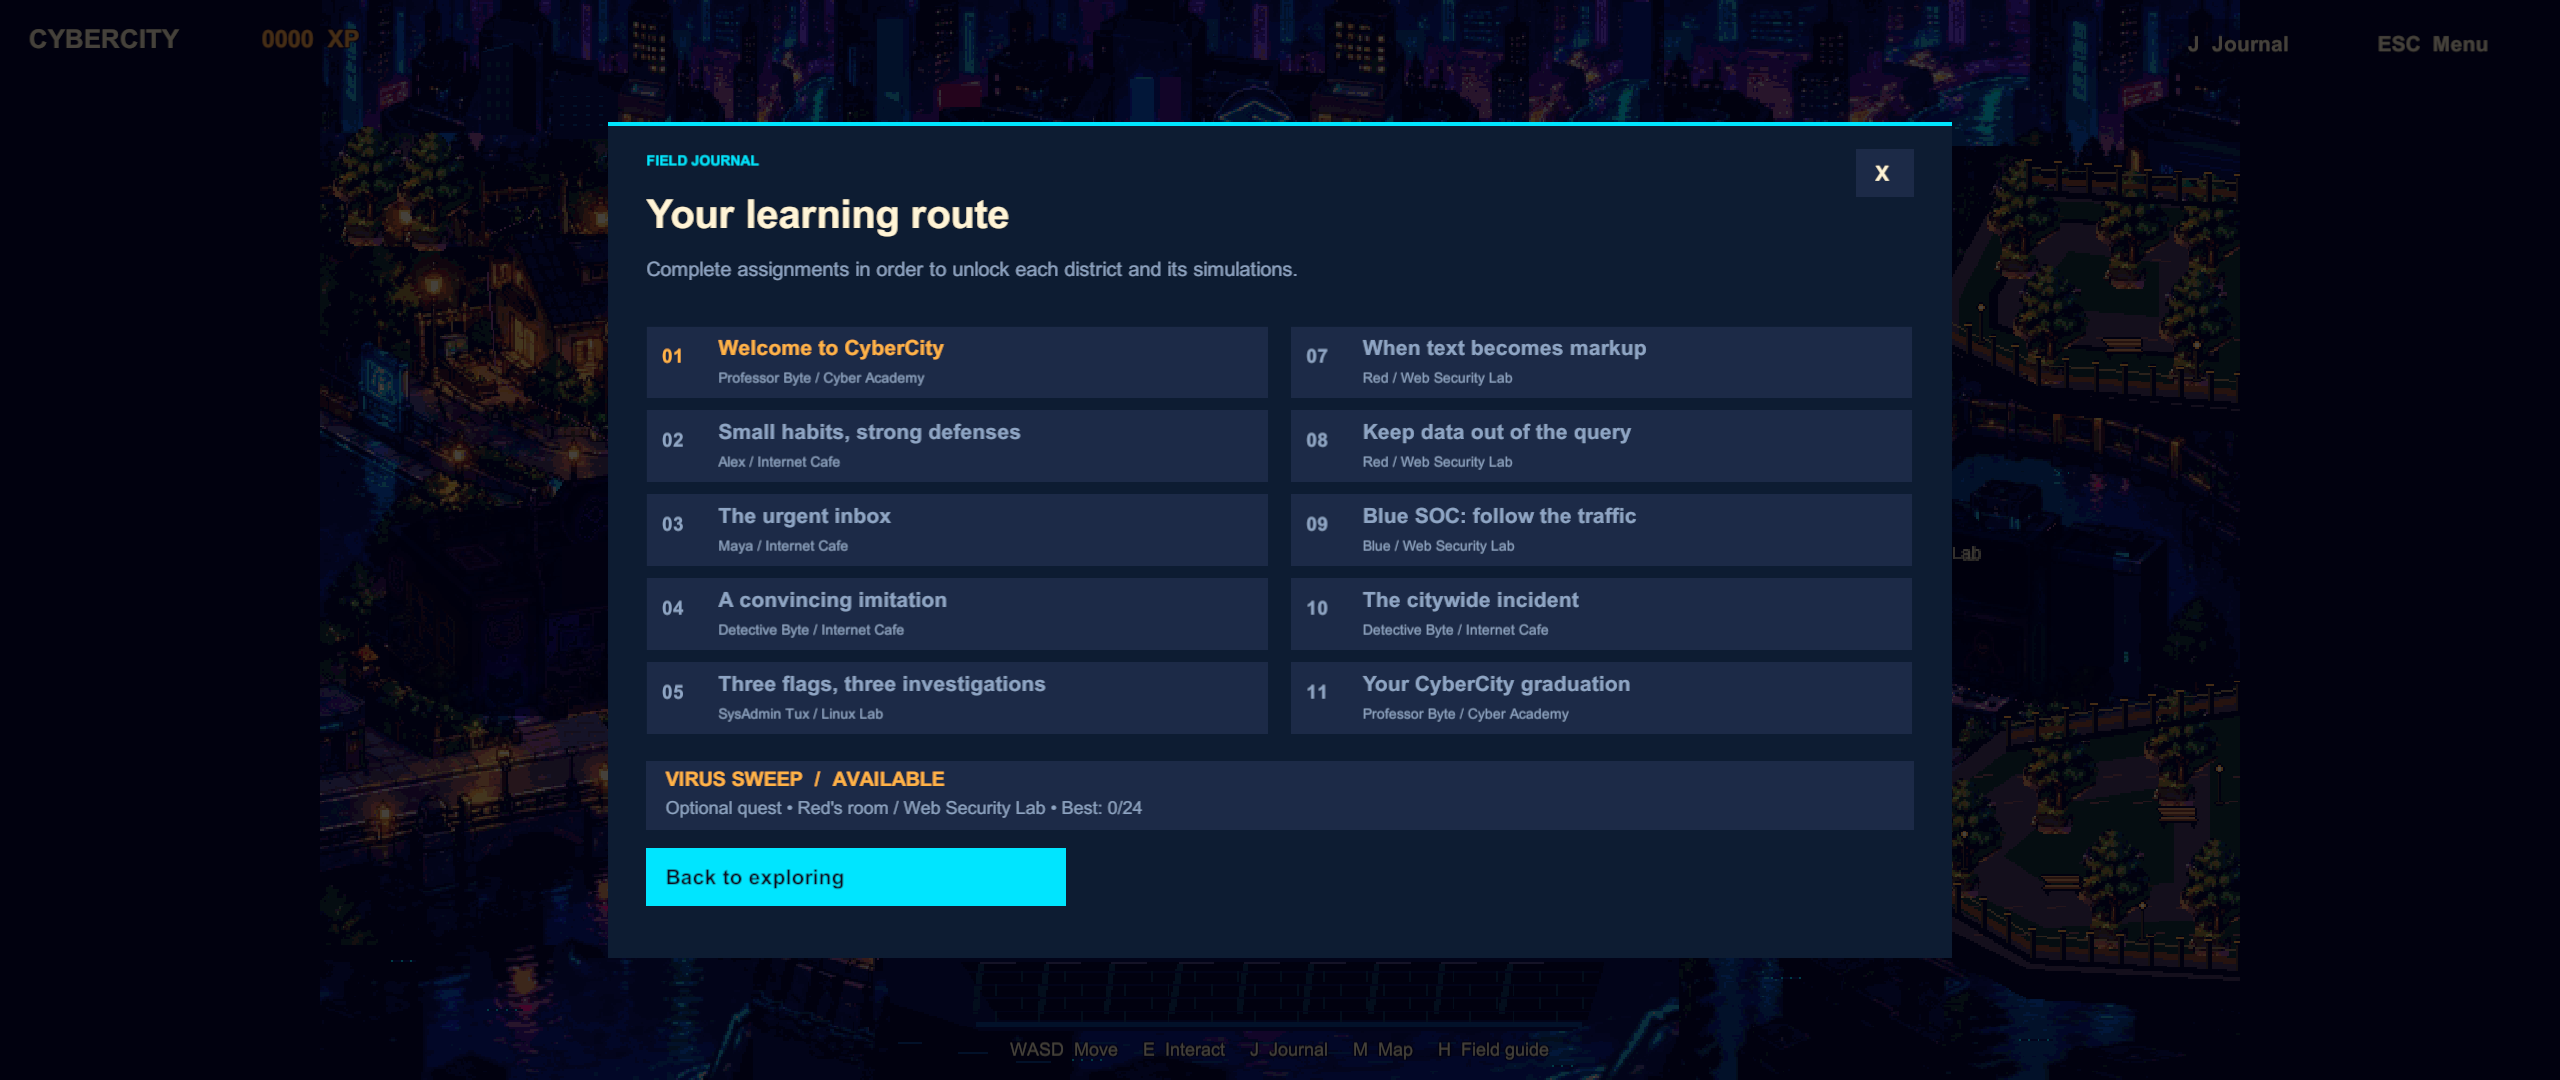 CYBERCITY
0000 XP
J Journal
ESC Menu
FIELD JOURNAL
X
Your learning route
Complete assignments in order to unlock each district and its simulations.
01
Welcome to CyberCity
Professor Byte / Cyber Academy
02
Small habits, strong defenses
Alex / Internet Cafe
03
The urgent inbox
Maya / Internet Cafe
04
A convincing imitation
Detective Byte / Internet Cafe
05
Three flags, three investigations
SysAdmin Tux / Linux Lab
07
When text becomes markup
Red / Web Security Lab
08
Keep data out of the query
Red / Web Security Lab
09
Blue SOC: follow the traffic
Blue / Web Security Lab
10
The citywide incident
Detective Byte / Internet Cafe
11
Your CyberCity graduation
Professor Byte / Cyber Academy
Lab
VIRUS SWEEP / AVAILABLE
Optional quest • Red's room / Web Security Lab • Best: 0/24
Back to exploring
WASD Move E Interact J Journal M Map H Field guide